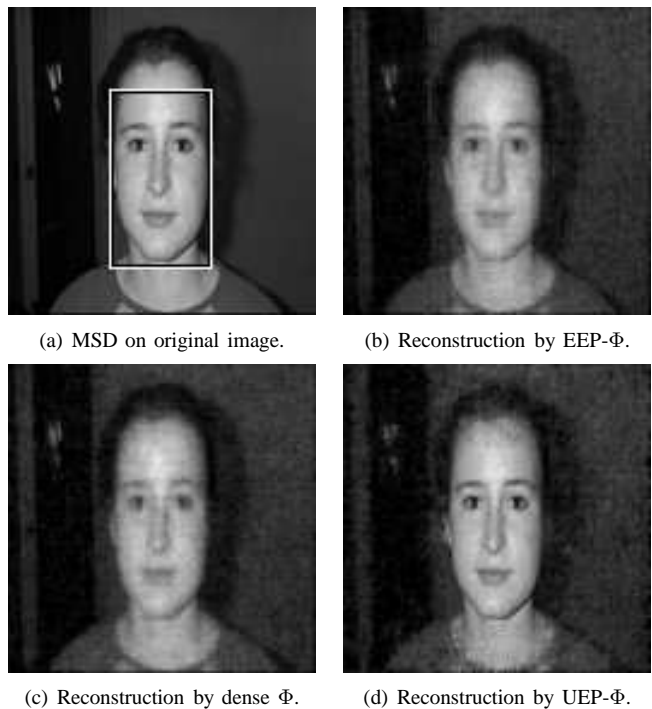 (a) MSD on original image.
(b) Reconstruction by EEP-Φ.
(c) Reconstruction by dense Φ.
(d) Reconstruction by UEP-Φ.